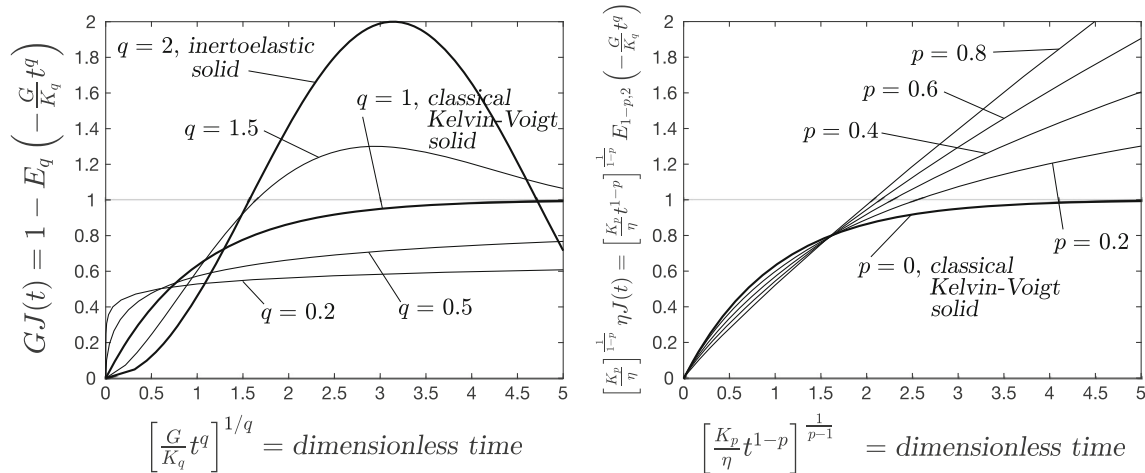 GJ(t) = 1 − E_q (−G/K_q t^q)
2
1.8
1.6
1.4
1.2
1
0.8
0.6
0.4
0.2
0
q = 2, inertoelastic
solid
q = 1.5
q = 1, classical
Kelvin-Voigt
solid
q = 0.5
q = 0.2
0 0.5 1 1.5 2 2.5 3 3.5 4 4.5 5
[G/K_q t^q]^{1/q} = dimensionless time
[K_p/η]^{1/(1-p)} ηJ(t) = [K_p/η t^{1-p}]^{1/(1-p)} E_{1−p,2} (−G/K_q t^q)
2
1.8
1.6
1.4
1.2
1
0.8
0.6
0.4
0.2
0
p = 0.8
p = 0.6
p = 0.4
p = 0.2
p = 0, classical
Kelvin-Voigt
solid
0 0.5 1 1.5 2 2.5 3 3.5 4 4.5 5
[K_p/η t^{1−p}]^{1/(p-1)} = dimensionless time